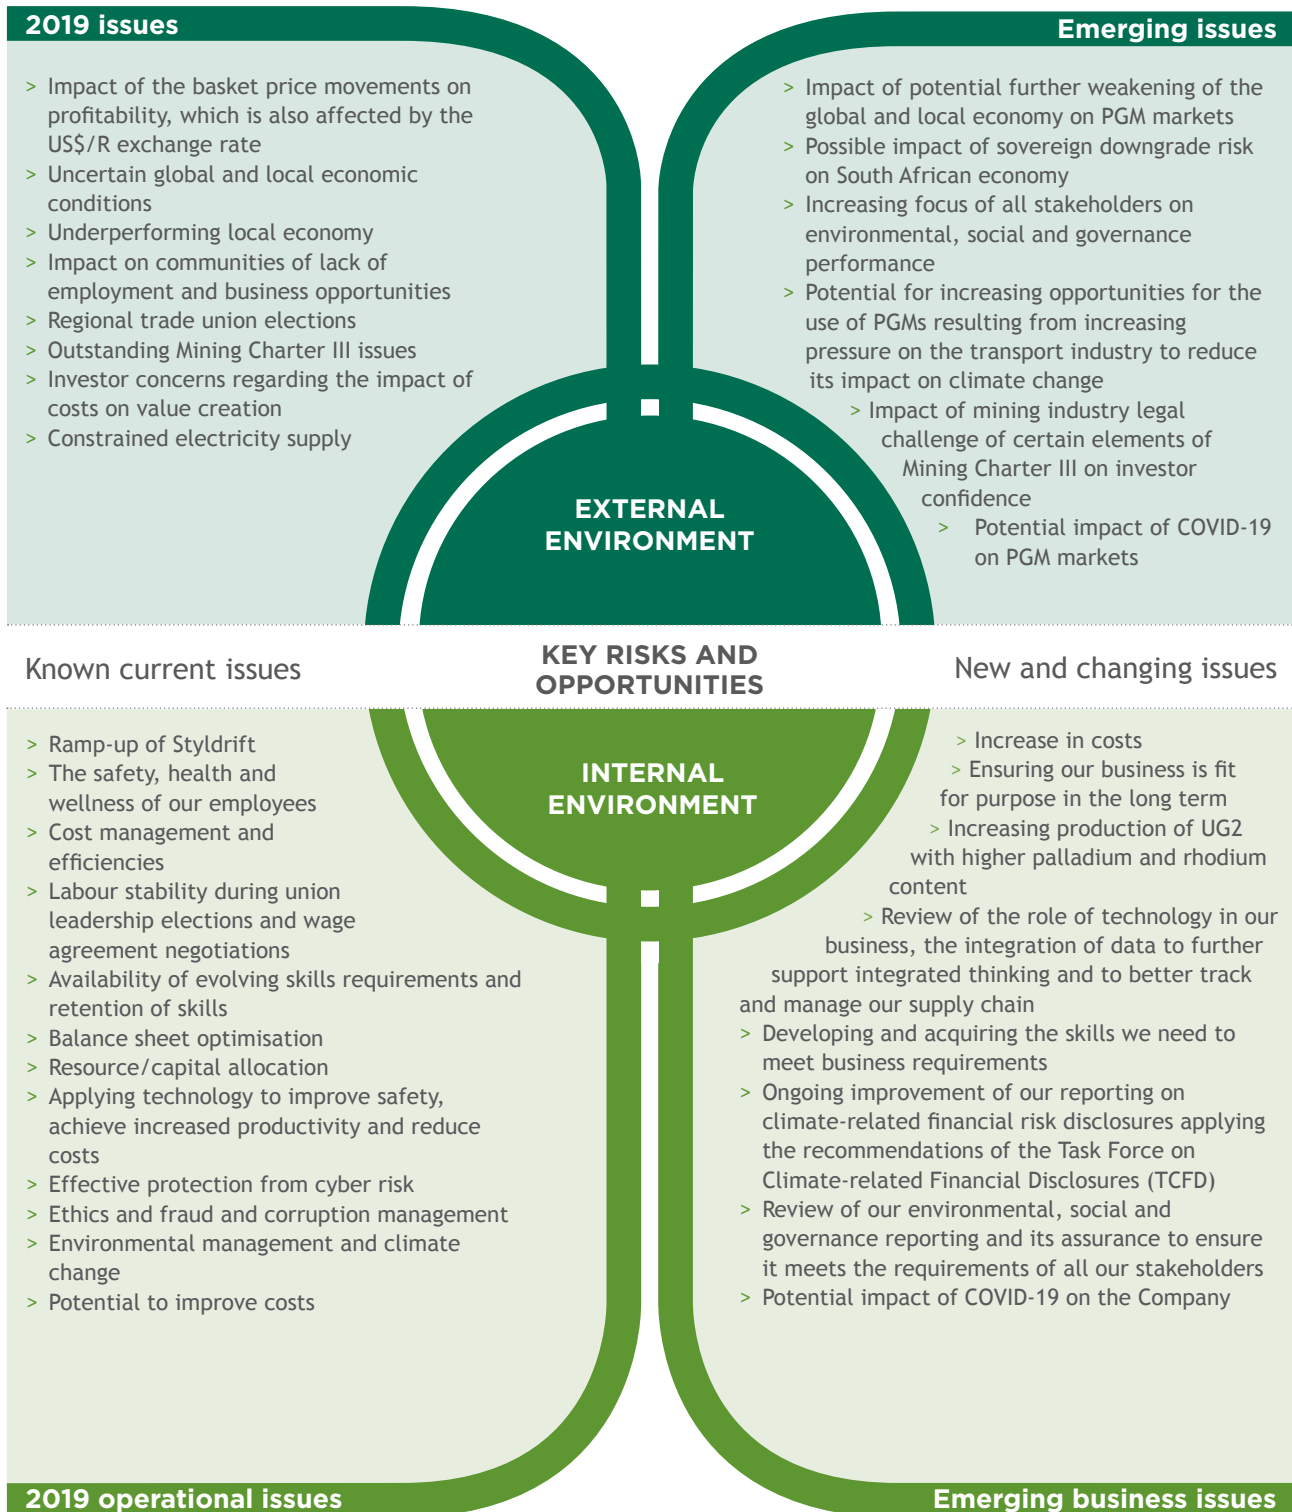 2019 issues
> Impact of the basket price movements on
profitability, which is also affected by the
US$/R exchange rate
> Uncertain global and local economic
conditions
> Underperforming local economy
> Impact on communities of lack of
employment and business opportunities
> Regional trade union elections
> Outstanding Mining Charter III issues
> Investor concerns regarding the impact of
costs on value creation
> Constrained electricity supply
Emerging issues
> Impact of potential further weakening of the
global and local economy on PGM markets
> Possible impact of sovereign downgrade risk
on South African economy
> Increasing focus of all stakeholders on
environmental, social and governance
performance
> Potential for increasing opportunities for the
use of PGMs resulting from increasing
pressure on the transport industry to reduce
its impact on climate change
> Impact of mining industry legal
challenge of certain elements of
Mining Charter III on investor
confidence
> Potential impact of COVID-19
on PGM markets
EXTERNAL
ENVIRONMENT
Known current issues
KEY RISKS AND
OPPORTUNITIES
New and changing issues
INTERNAL
ENVIRONMENT
> Ramp-up of Styldrift
> The safety, health and
wellness of our employees
> Cost management and
efficiencies
> Labour stability during union
leadership elections and wage
agreement negotiations
> Availability of evolving skills requirements and
retention of skills
> Balance sheet optimisation
> Resource/capital allocation
> Applying technology to improve safety,
achieve increased productivity and reduce
costs
> Effective protection from cyber risk
> Ethics and fraud and corruption management
> Environmental management and climate
change
> Potential to improve costs
2019 operational issues
> Increase in costs
> Ensuring our business is fit
for purpose in the long term
> Increasing production of UG2
with higher palladium and rhodium
content
> Review of the role of technology in our
business, the integration of data to further
support integrated thinking and to better track
and manage our supply chain
> Developing and acquiring the skills we need to
meet business requirements
> Ongoing improvement of our reporting on
climate-related financial risk disclosures applying
the recommendations of the Task Force on
Climate-related Financial Disclosures (TCFD)
> Review of our environmental, social and
governance reporting and its assurance to ensure
it meets the requirements of all our stakeholders
> Potential impact of COVID-19 on the Company
Emerging business issues